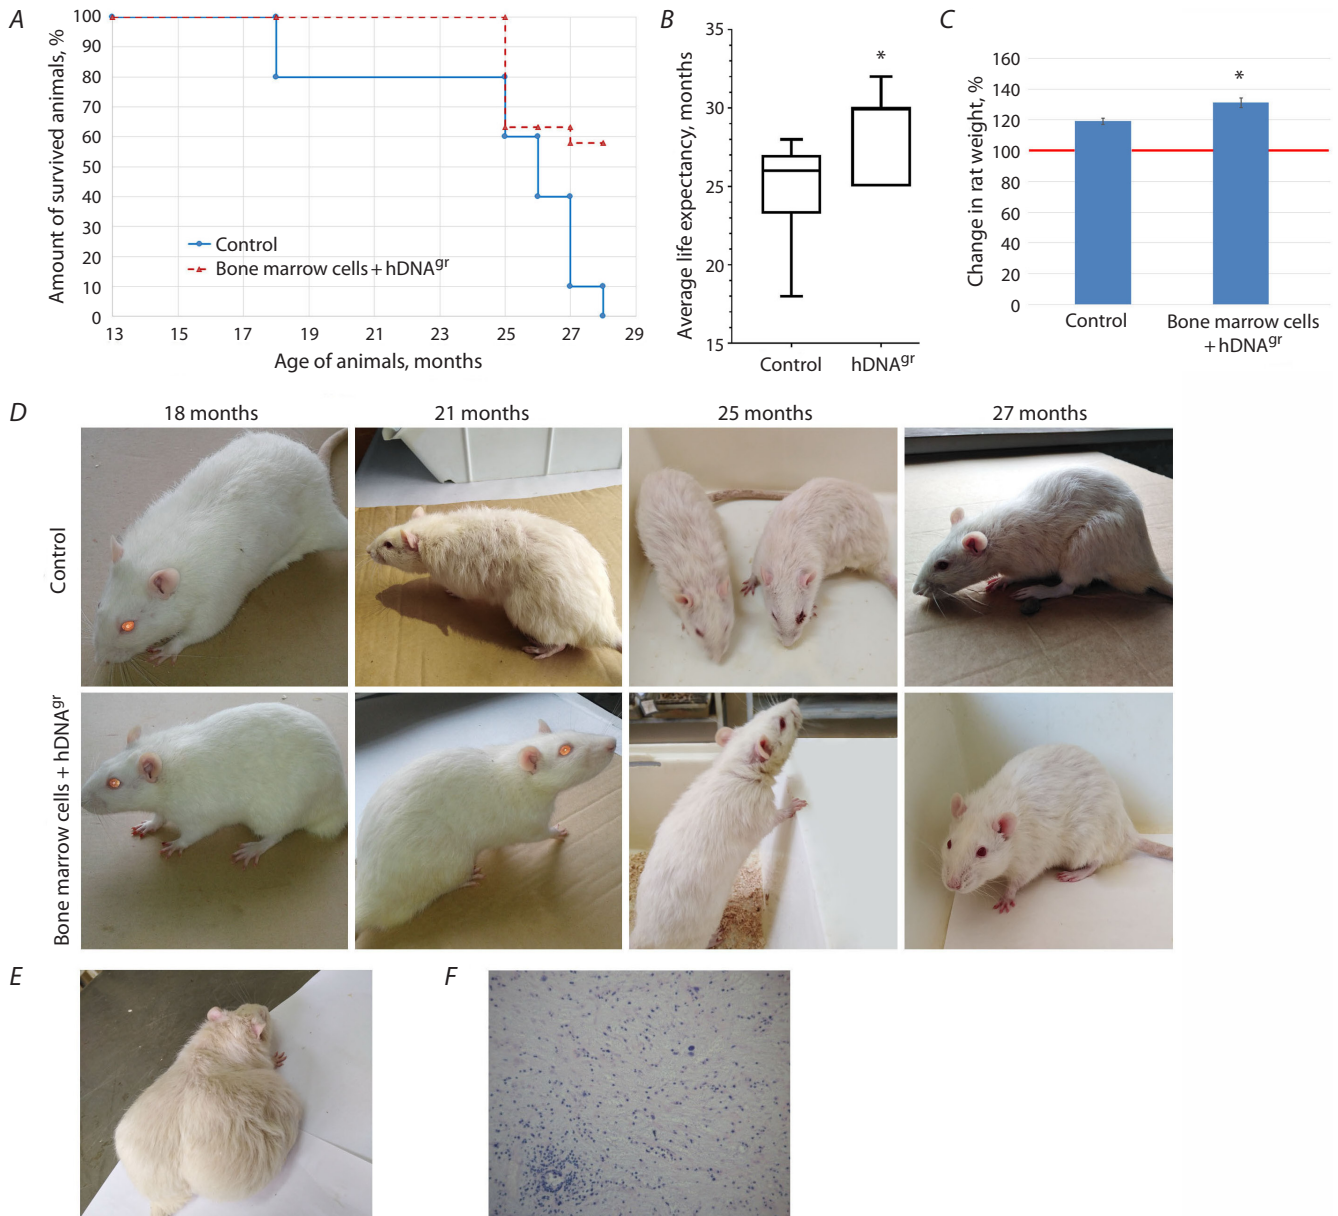 A
Amount of survived animals, %
100
90
80
70
60
50
40
30
20
10
0
13
15
17
19
21
23
25
27
29
Age of animals, months
Control
Bone marrow cells + hDNAgr
B
Average life expectancy, months
35
30
25
20
15
*
Control
hDNAgr
C
Change in rat weight, %
160
140
120
100
80
60
40
20
0
*
Control
Bone marrow cells
+ hDNAgr
D
18 months
21 months
25 months
27 months
Control
Bone marrow cells + hDNAgr
E
F